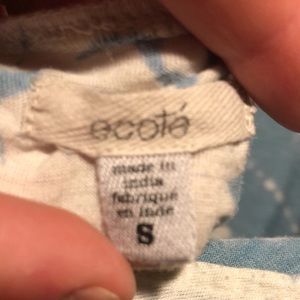 ecoté
made in
india
fabriqué
en inde
S